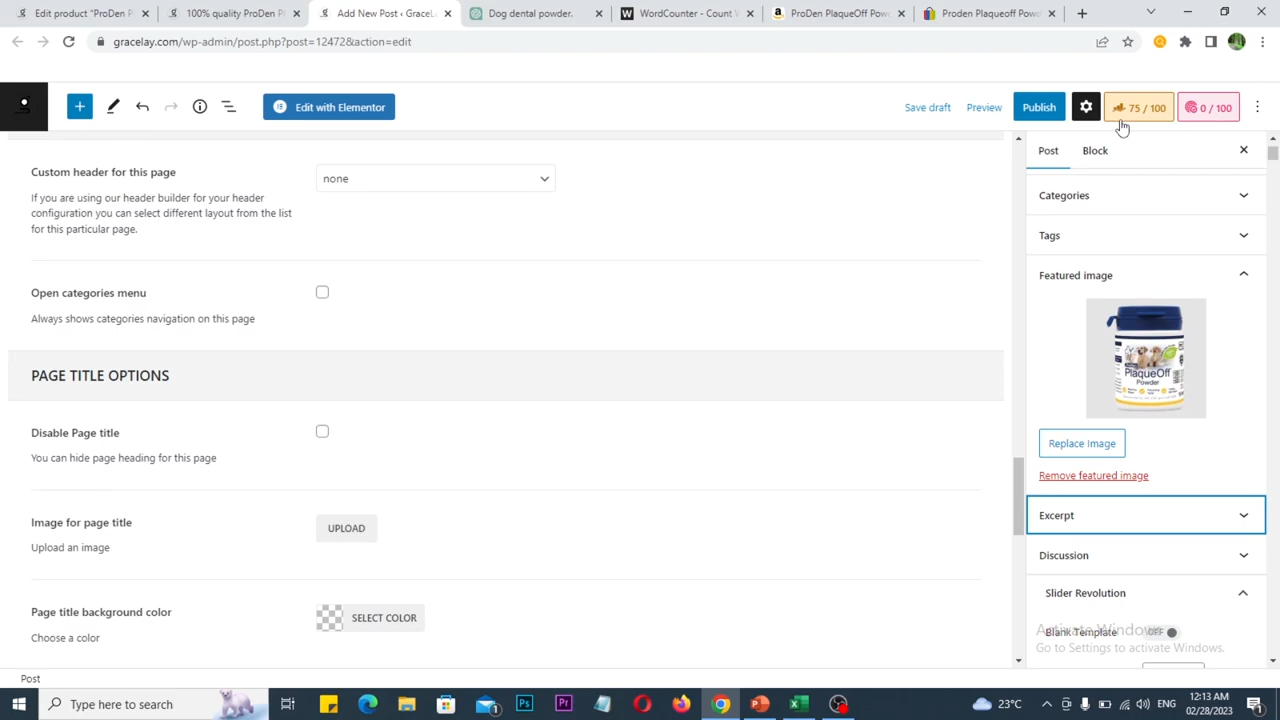 Edit product "ProDen P
100% quality ProDen Pl
Add New Post ‹ GraceL
Dog dental powder.
WordCounter - Count W
ProDen PlaqueOff Powd
Proden Plaqueoff Powd
gracelay.com/wp-admin/post.php?post=12472&action=edit
Edit with Elementor
Save draft
Preview
Publish
75 / 100
0 / 100
Custom header for this page
none
If you are using our header builder for your header
configuration you can select different layout from the list
for this particular page.
Open categories menu
Always shows categories navigation on this page
PAGE TITLE OPTIONS
Disable Page title
You can hide page heading for this page
Image for page title
UPLOAD
Upload an image
Page title background color
SELECT COLOR
Choose a color
Post
Block
Categories
Tags
Featured image
PlaqueOff
Powder
Replace Image
Remove featured image
Excerpt
Discussion
Slider Revolution
Blank Template
OFF
Activate Windows
Go to Settings to activate Windows.
Post
Type here to search
23°C
ENG
12:13 AM
02/28/2023